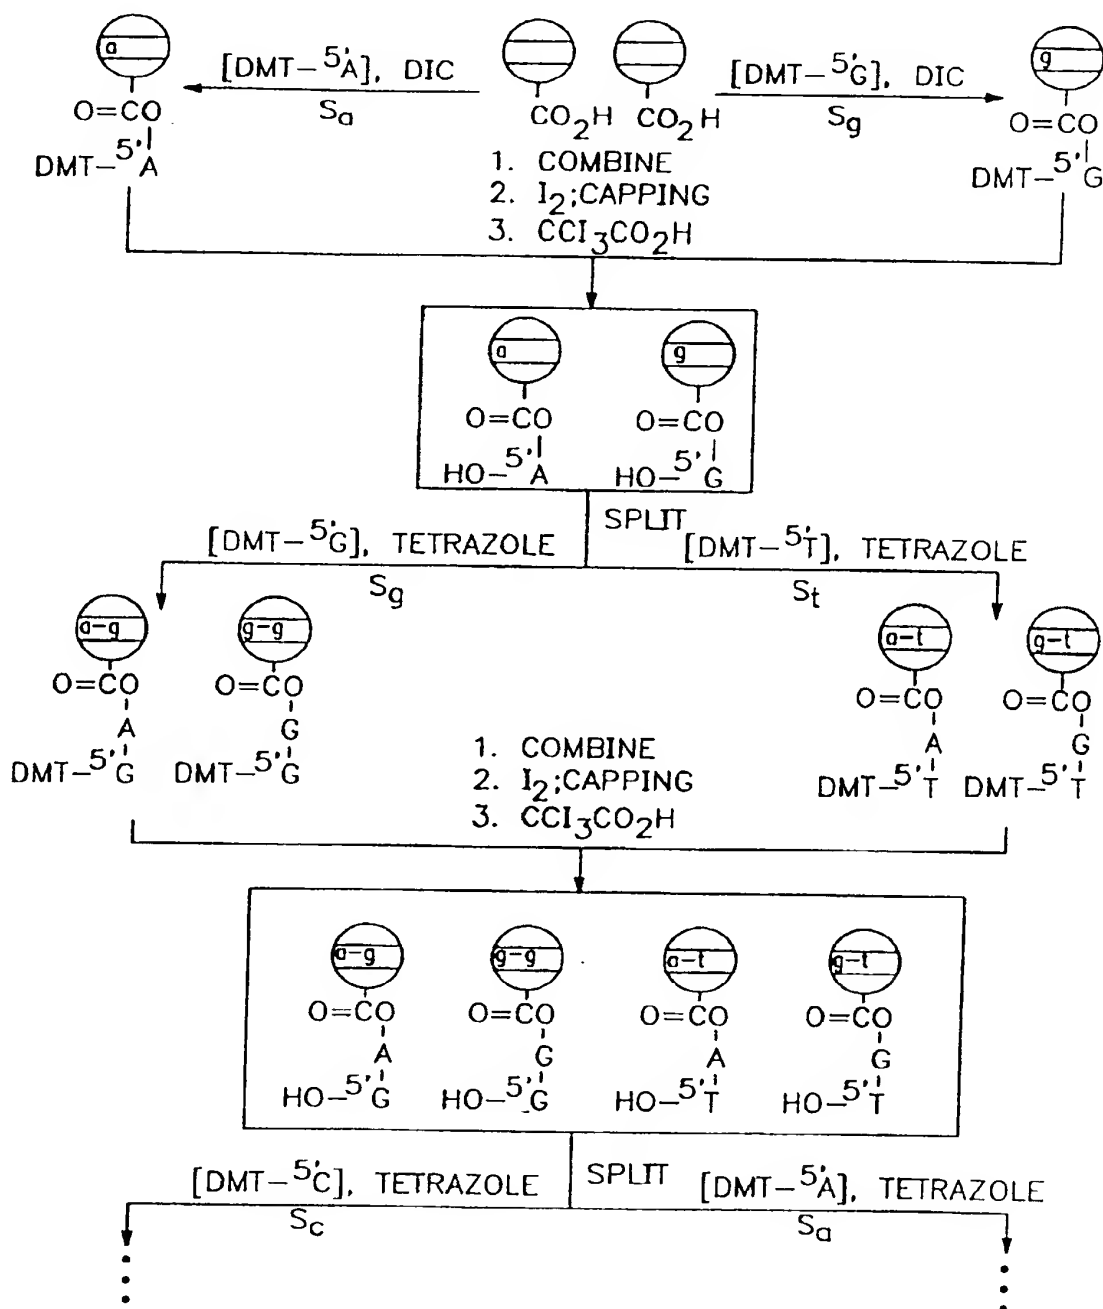 a
g
[DMT–5'A], DIC
[DMT–5'G], DIC
Sa
Sg
CO2H CO2H
O=CO
O=CO
DMT–5'A
DMT–5'G
1. COMBINE
2. I2;CAPPING
3. CCl3CO2H
a g
O=CO O=CO
HO–5'A HO–5'G
SPLIT
[DMT–5'G], TETRAZOLE [DMT–5'T], TETRAZOLE
Sg St
a-g g-g a-t g-t
O=CO O=CO O=CO O=CO
A G A G
DMT–5'G DMT–5'G DMT–5'T DMT–5'T
1. COMBINE
2. I2;CAPPING
3. CCl3CO2H
a-g g-g a-t g-t
O=CO O=CO O=CO O=CO
A G A G
HO–5'G HO–5'G HO–5'T HO–5'T
SPLIT
[DMT–5'C], TETRAZOLE [DMT–5'A], TETRAZOLE
Sc Sa